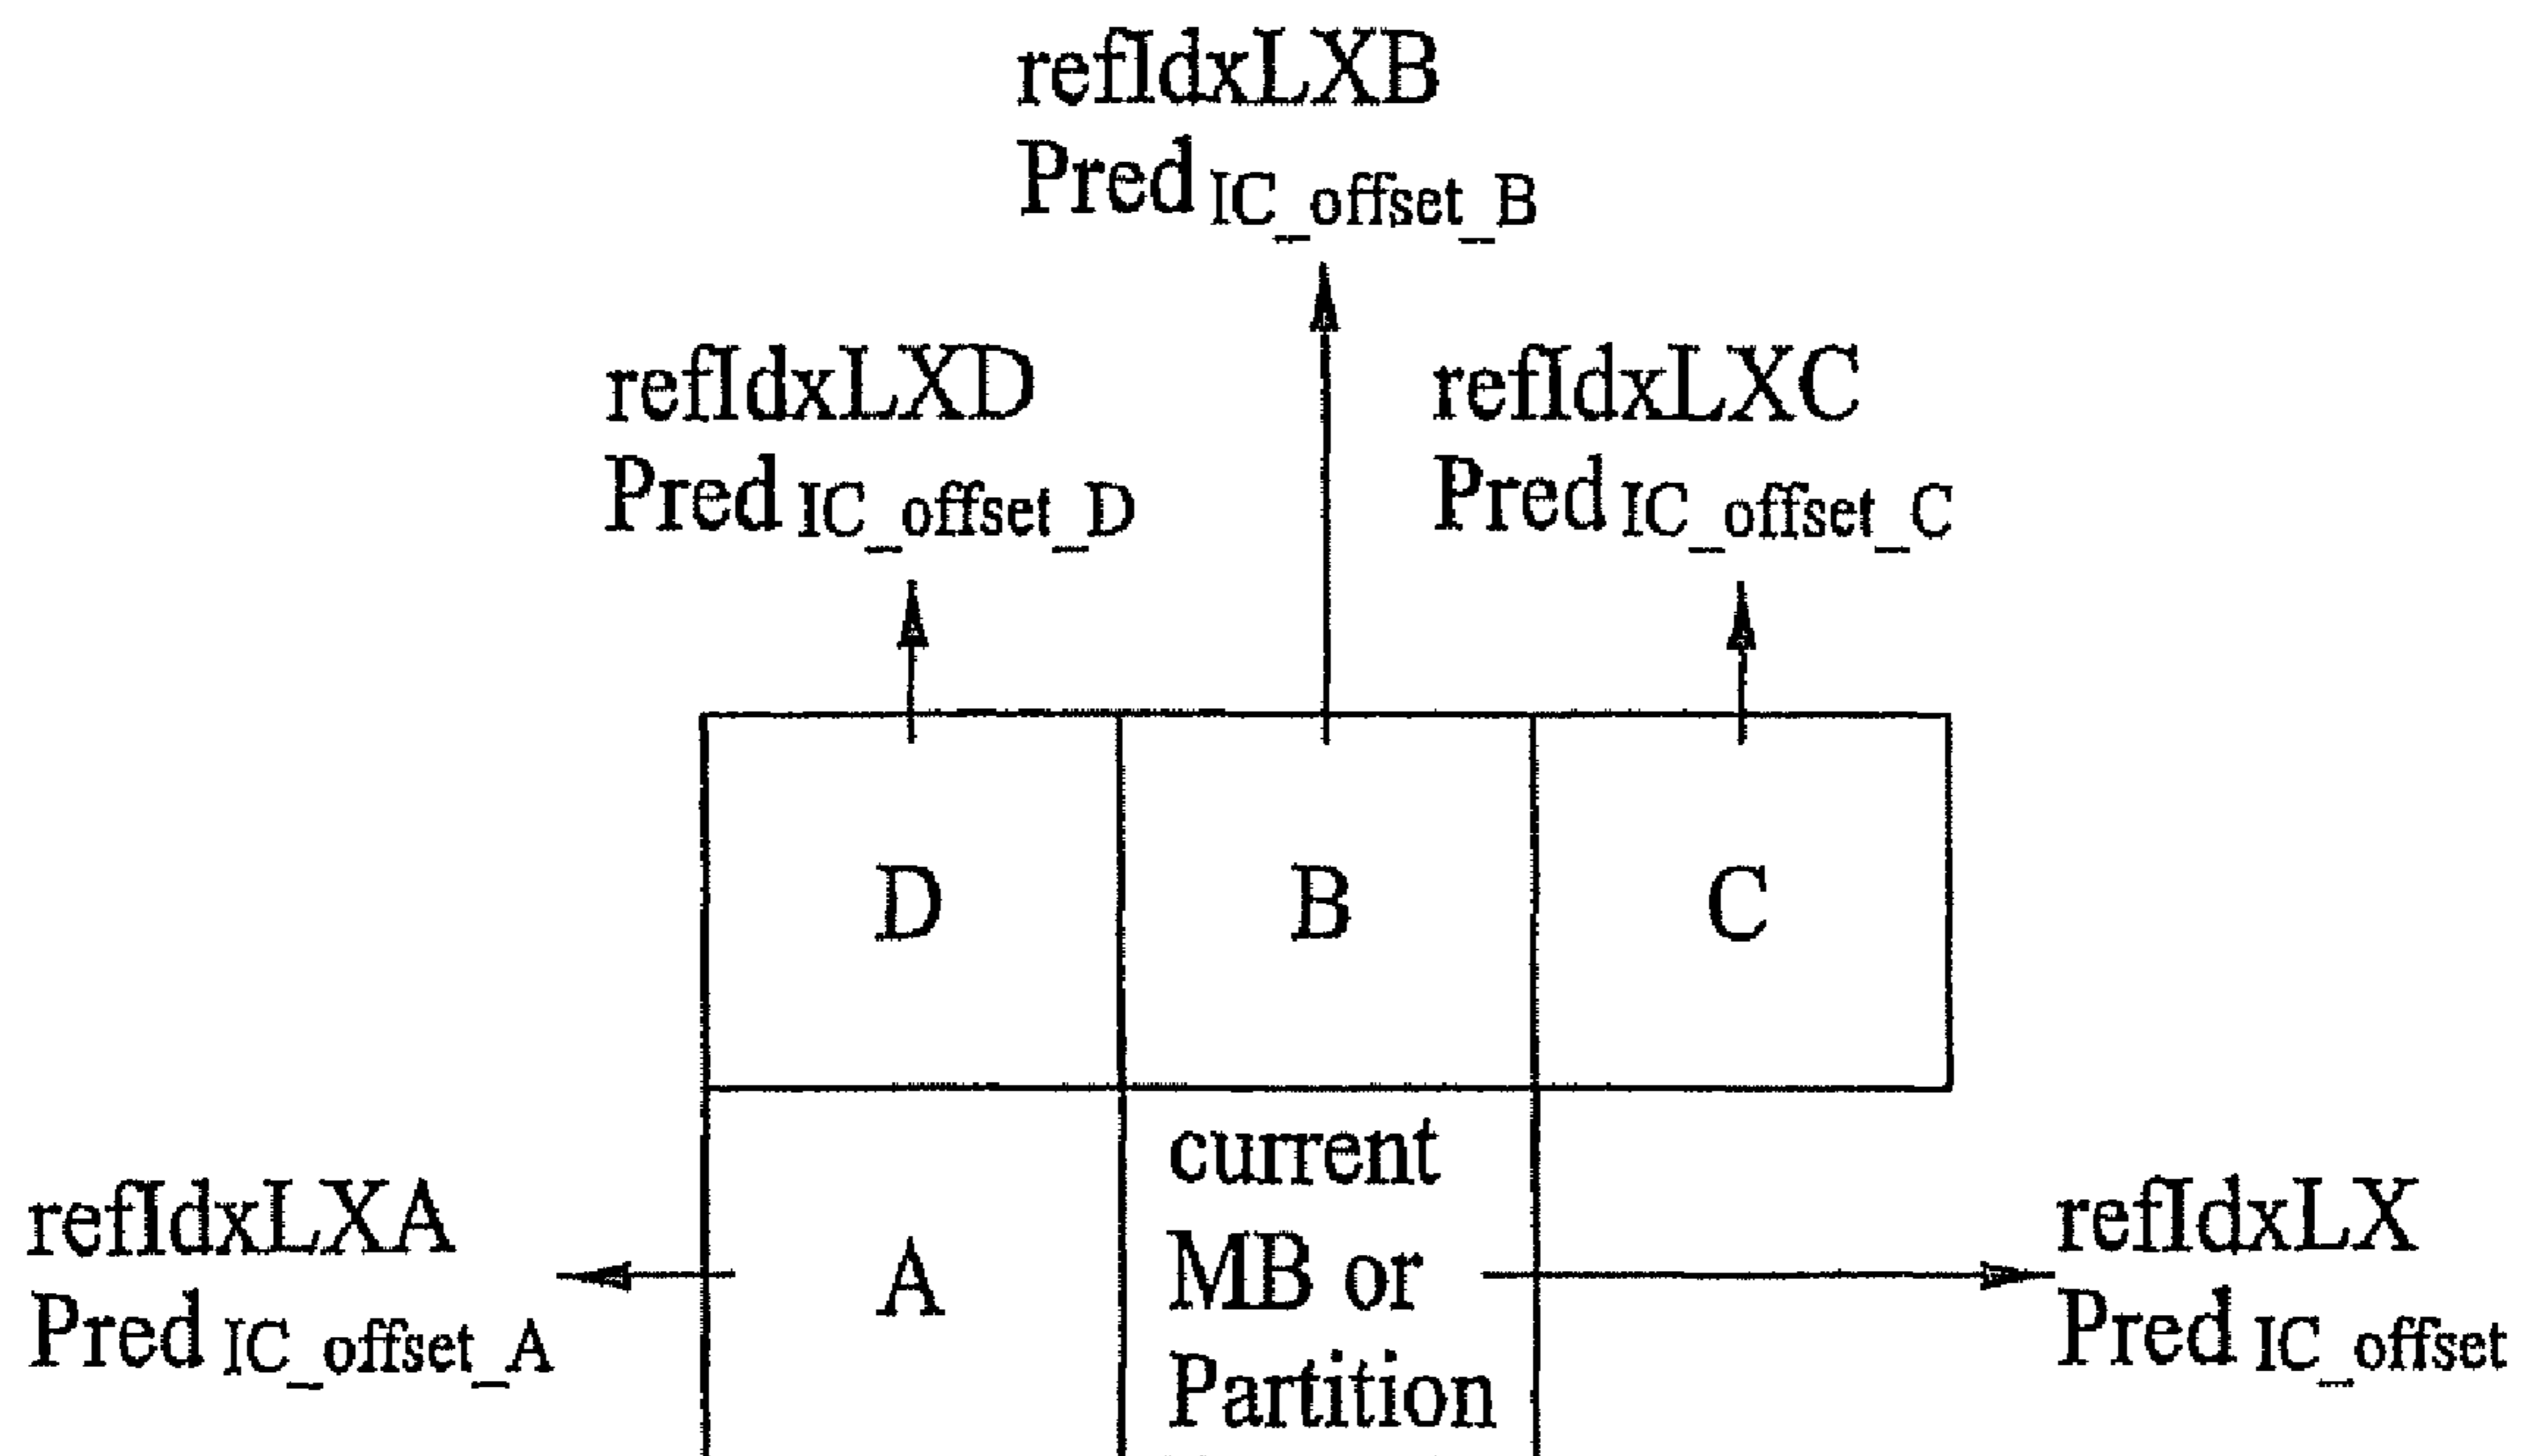 refIdxLXB
Pred IC_offset_B
refIdxLXD
Pred IC_offset_D
refIdxLXC
Pred IC_offset_C
D
B
C
refIdxLXA
Pred IC_offset_A
A
current
MB or
Partition
refIdxLX
Pred IC_offset